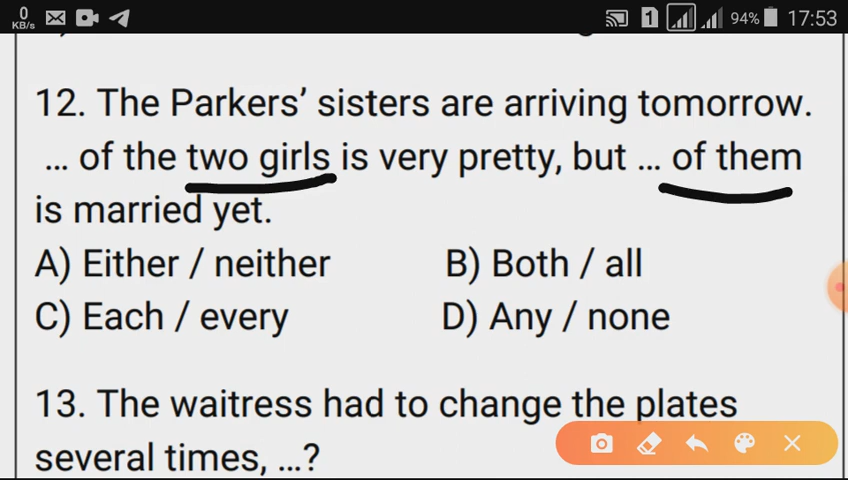 0
KB/s
1
94%
17:53
12. The Parkers’ sisters are arriving tomorrow.
... of the two girls is very pretty, but ... of them
is married yet.
A) Either / neither
B) Both / all
C) Each / every
D) Any / none
13. The waitress had to change the plates
several times, ...?